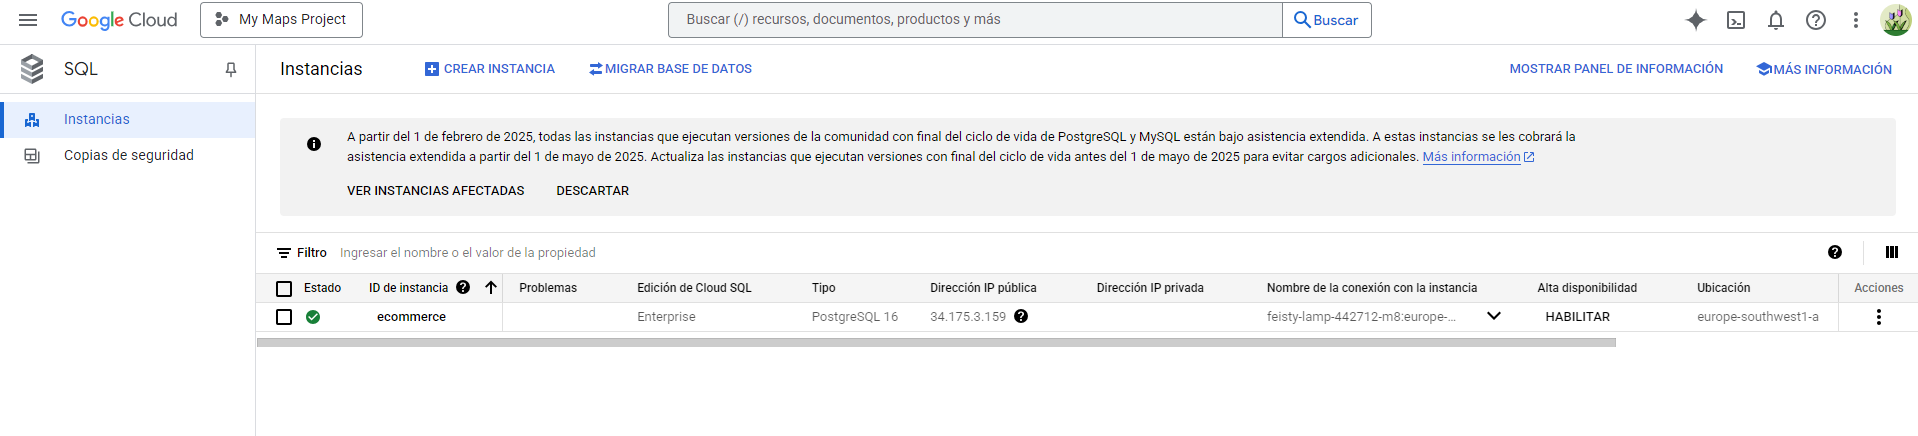 Google Cloud
My Maps Project
Buscar (/) recursos, documentos, productos y más
Buscar
SQL
Instancias
CREAR INSTANCIA
MIGRAR BASE DE DATOS
MOSTRAR PANEL DE INFORMACIÓN
MÁS INFORMACIÓN
Instancias
Copias de seguridad
A partir del 1 de febrero de 2025, todas las instancias que ejecutan versiones de la comunidad con final del ciclo de vida de PostgreSQL y MySQL están bajo asistencia extendida. A estas instancias se les cobrará la
asistencia extendida a partir del 1 de mayo de 2025. Actualiza las instancias que ejecutan versiones con final del ciclo de vida antes del 1 de mayo de 2025 para evitar cargos adicionales. Más información
VER INSTANCIAS AFECTADAS DESCARTAR
Filtro Ingresar el nombre o el valor de la propiedad
Estado ID de instancia Problemas Edición de Cloud SQL Tipo Dirección IP pública Dirección IP privada Nombre de la conexión con la instancia Alta disponibilidad Ubicación Acciones
ecommerce Enterprise PostgreSQL 16 34.175.3.159 feisty-lamp-442712-m8:europe-... HABILITAR europe-southwest1-a